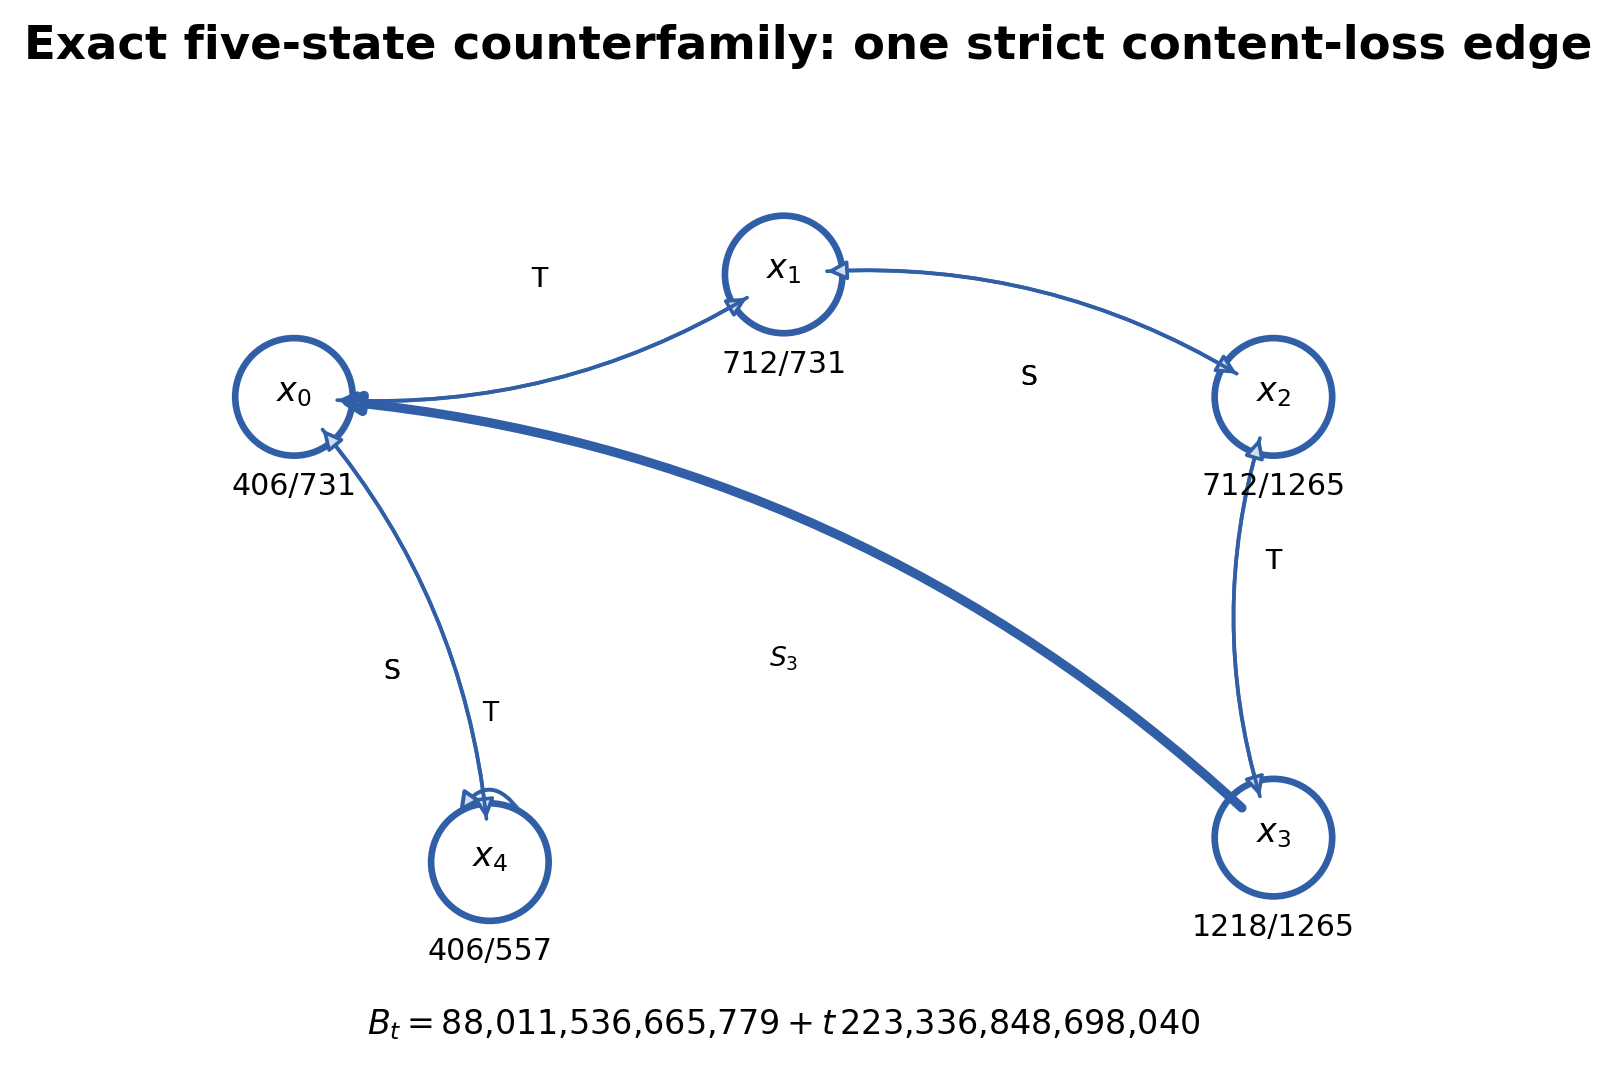 Exact five-state counterfamily: one strict content-loss edge
x₁
T
712/731
S
x₀
x₂
406/731
712/1265
T
S₃
S
T
x₃
x₄
1218/1265
406/557
Bₜ = 88,011,536,665,779 + t 223,336,848,698,040